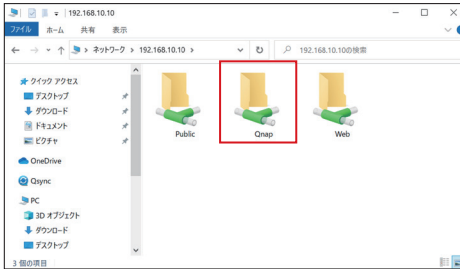 192.168.10.10
ファイル ホーム 共有 表示
ネットワーク › 192.168.10.10 ›
192.168.10.10の検索
クイック アクセス
デスクトップ
ダウンロード
ドキュメント
ピクチャ
OneDrive
Qsync
PC
3D オブジェクト
ダウンロード
デスクトップ
Public
Qnap
Web
3 個の項目